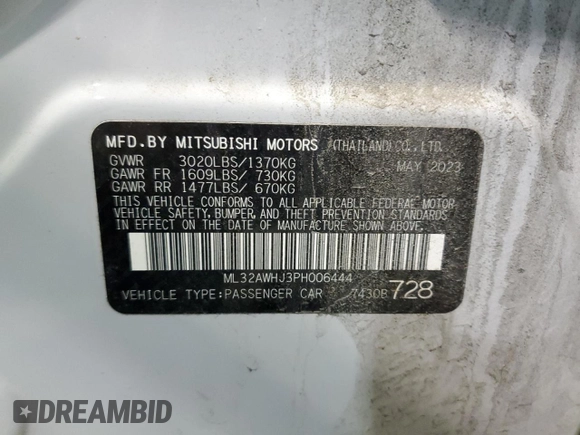 MFD.BY MITSUBISHI MOTORS (THAILAND)CO.,LTD.
GVWR 3020LBS/1370KG MAY 2023
GAWR FR 1609LBS/ 730KG
GAWR RR 1477LBS/ 670KG
THIS VEHICLE CONFORMS TO ALL APPLICABLE FEDERAL MOTOR
VEHICLE SAFETY, BUMPER, AND THEFT PREVENTION STANDARDS
IN EFFECT ON THE DATE OF MANUFACTURE SHOWN ABOVE.
ML32AWHJ3PH006444
VEHICLE TYPE:PASSENGER CAR 7430B 728
DREAMBID